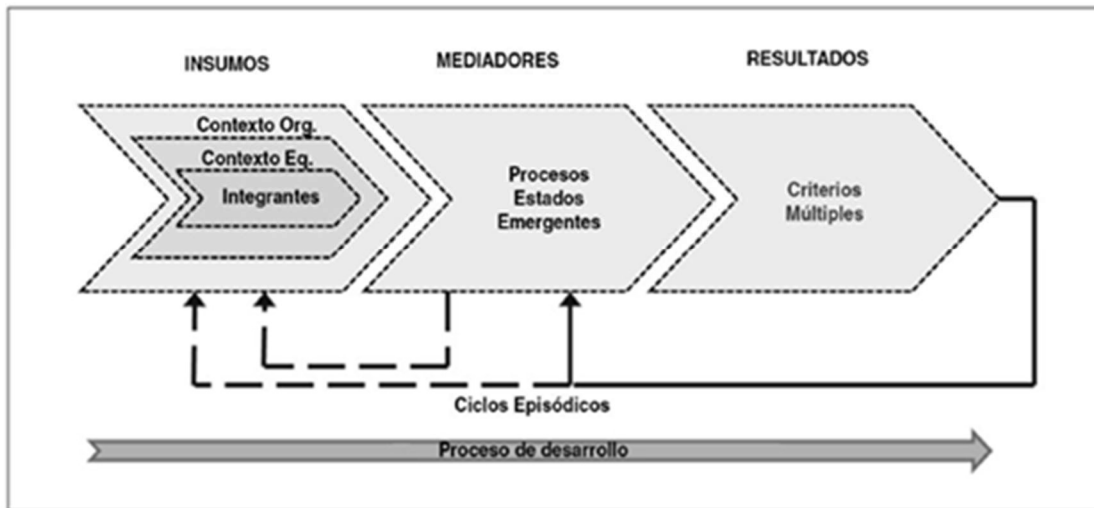 INSUMOS
MEDIADORES
RESULTADOS
Contexto Org.
Contexto Eq.
Integrantes
Procesos
Estados
Emergentes
Criterios
Múltiples
Ciclos Episódicos
Proceso de desarrollo